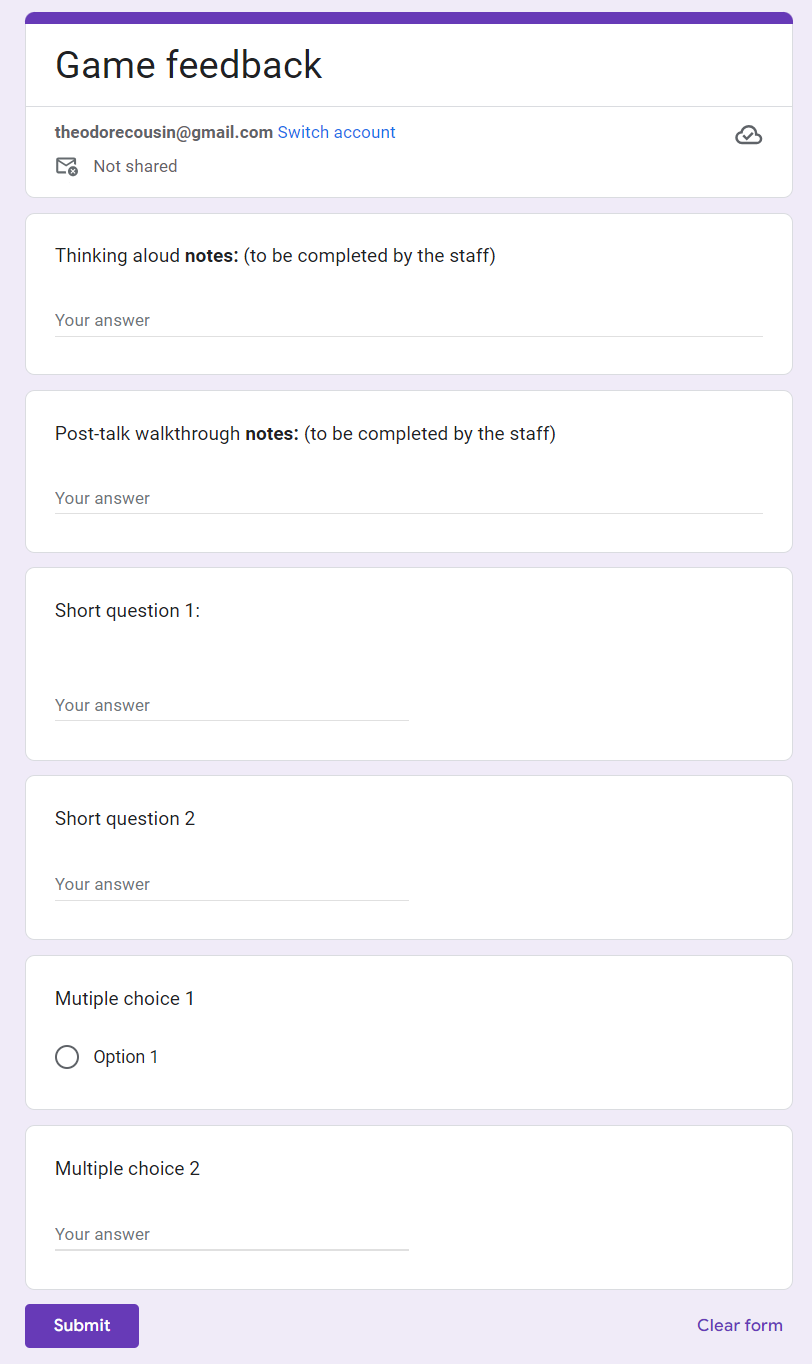 Game feedback
theodorecousin@gmail.com Switch account
Not shared
Thinking aloud notes: (to be completed by the staff)
Your answer
Post-talk walkthrough notes: (to be completed by the staff)
Your answer
Short question 1:
Your answer
Short question 2
Your answer
Mutiple choice 1
Option 1
Multiple choice 2
Your answer
Submit Clear form